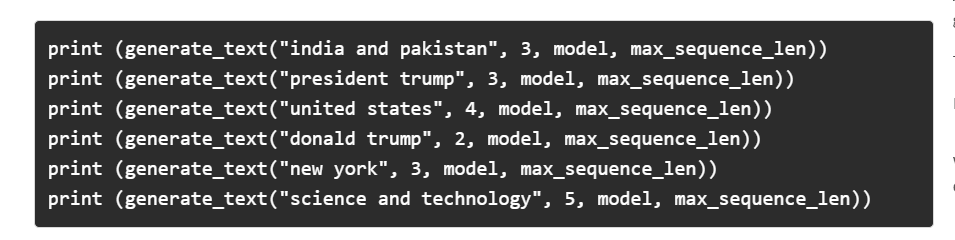 print (generate_text("india and pakistan", 3, model, max_sequence_len))
print (generate_text("president trump", 3, model, max_sequence_len))
print (generate_text("united states", 4, model, max_sequence_len))
print (generate_text("donald trump", 2, model, max_sequence_len))
print (generate_text("new york", 3, model, max_sequence_len))
print (generate_text("science and technology", 5, model, max_sequence_len))